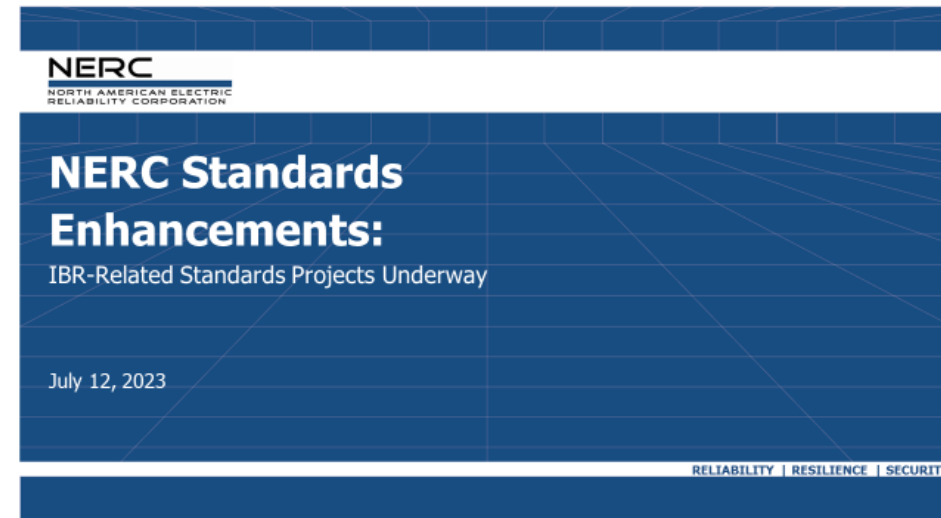 NERC
NORTH AMERICAN ELECTRIC
RELIABILITY CORPORATION
NERC Standards
Enhancements:
IBR-Related Standards Projects Underway
July 12, 2023
RELIABILITY | RESILIENCE | SECURIT